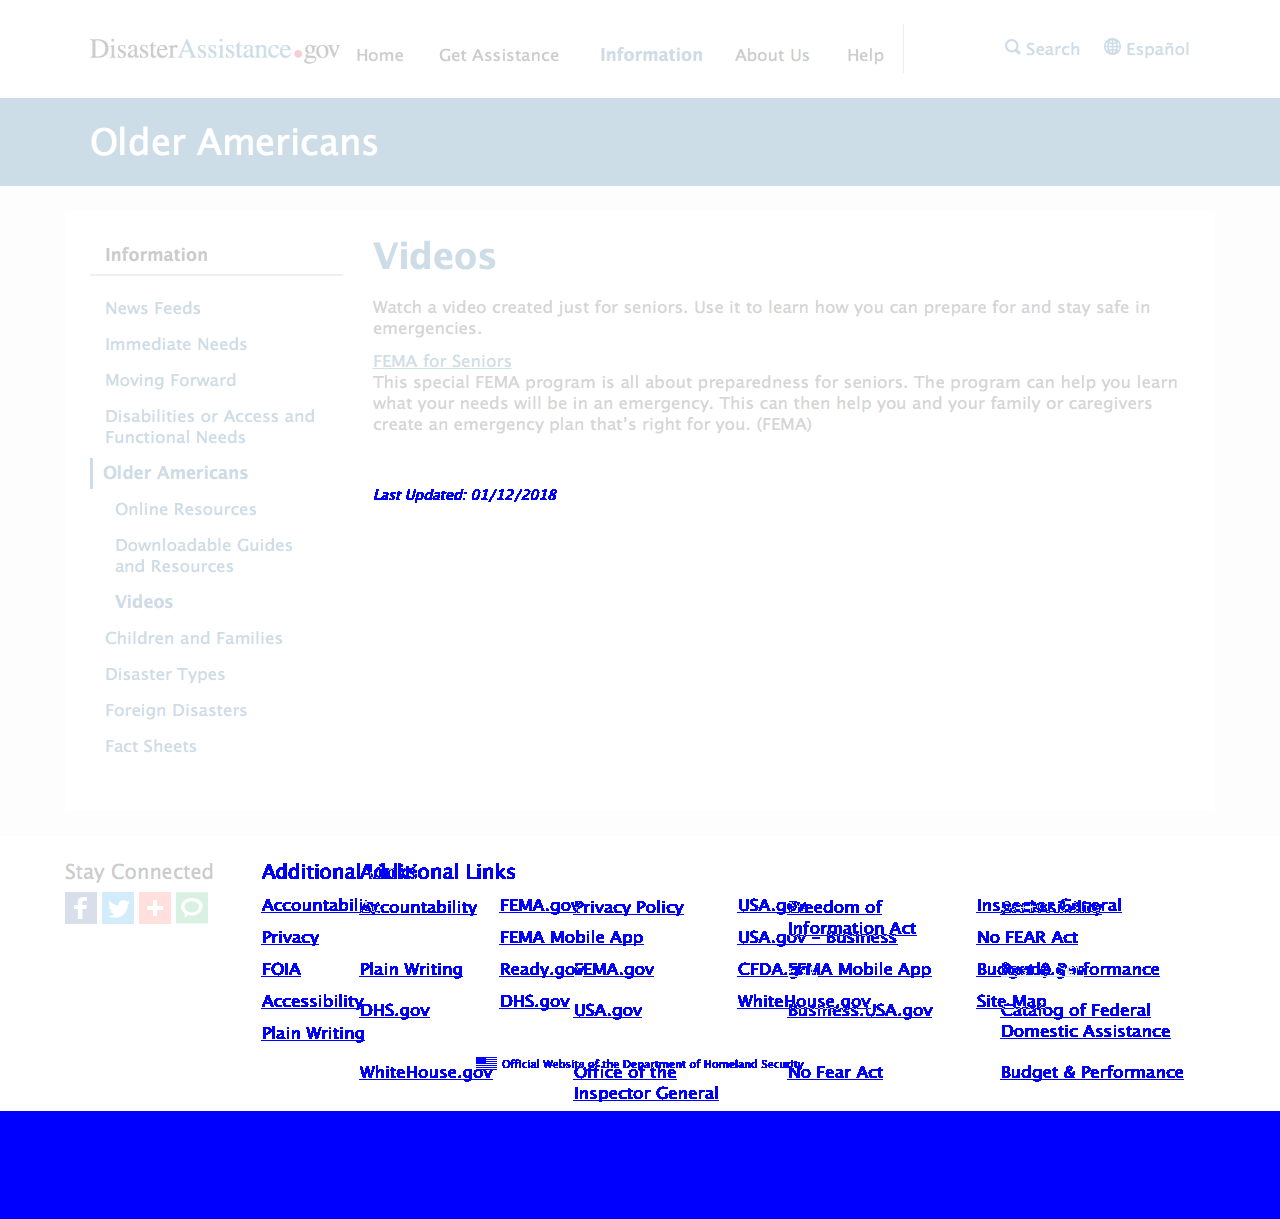 DisasterAssistance.gov
Home Get Assistance Information About Us Help
Search Español
Older Americans
Information
News Feeds
Immediate Needs
Moving Forward
Disabilities or Access and
Functional Needs
Older Americans
Online Resources
Downloadable Guides
and Resources
Videos
Children and Families
Disaster Types
Foreign Disasters
Fact Sheets
Videos
Watch a video created just for seniors. Use it to learn how you can prepare for and stay safe in
emergencies.
FEMA for Seniors
This special FEMA program is all about preparedness for seniors. The program can help you learn
what your needs will be in an emergency. This can then help you and your family or caregivers
create an emergency plan that's right for you. (FEMA)
Last Updated: 01/12/2018
Stay Connected
Additional Additional Links
Accountability Accountability FEMA.gov Privacy Policy USA.gov Freedom of Inspector General
Information Act
Privacy FEMA Mobile App USA.gov - Business No FEAR Act
FOIA Plain Writing Ready.gov FEMA.gov CFDA.gov FEMA Mobile App Budget & Performance
Accessibility DHS.gov DHS.gov USA.gov WhiteHouse.gov Business.USA.gov Site Map Catalog of Federal
Plain Writing Domestic Assistance
Official Website of the Department of Homeland Security
WhiteHouse.gov Office of the No Fear Act Budget & Performance
Inspector General